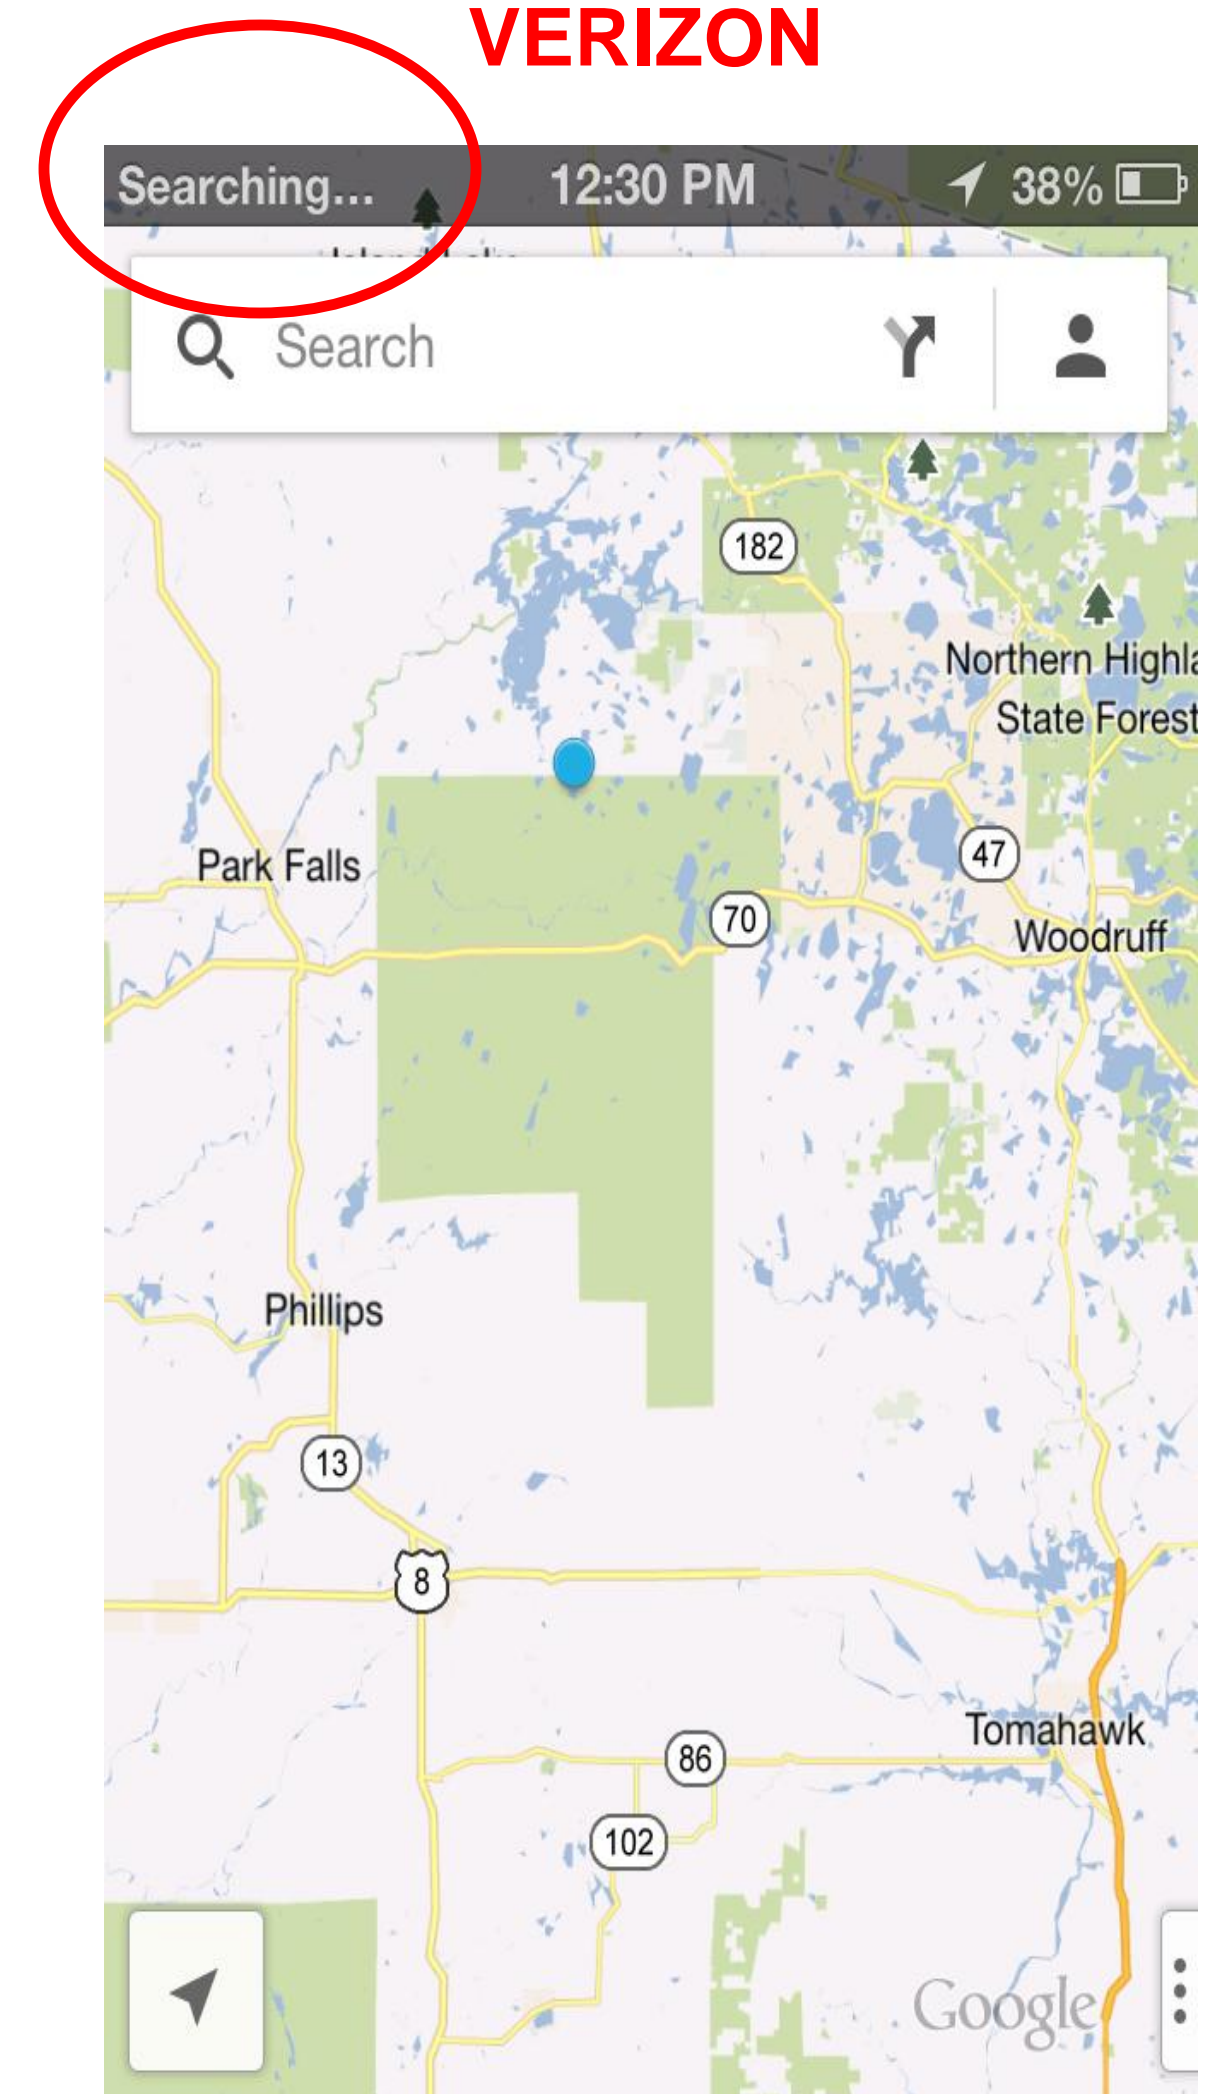 VERIZON
Searching... 12:30 PM 38%
Search
182
Northern Highla
State Forest
Park Falls
47
70
Woodruff
Phillips
13
8
Tomahawk
86
102
Google